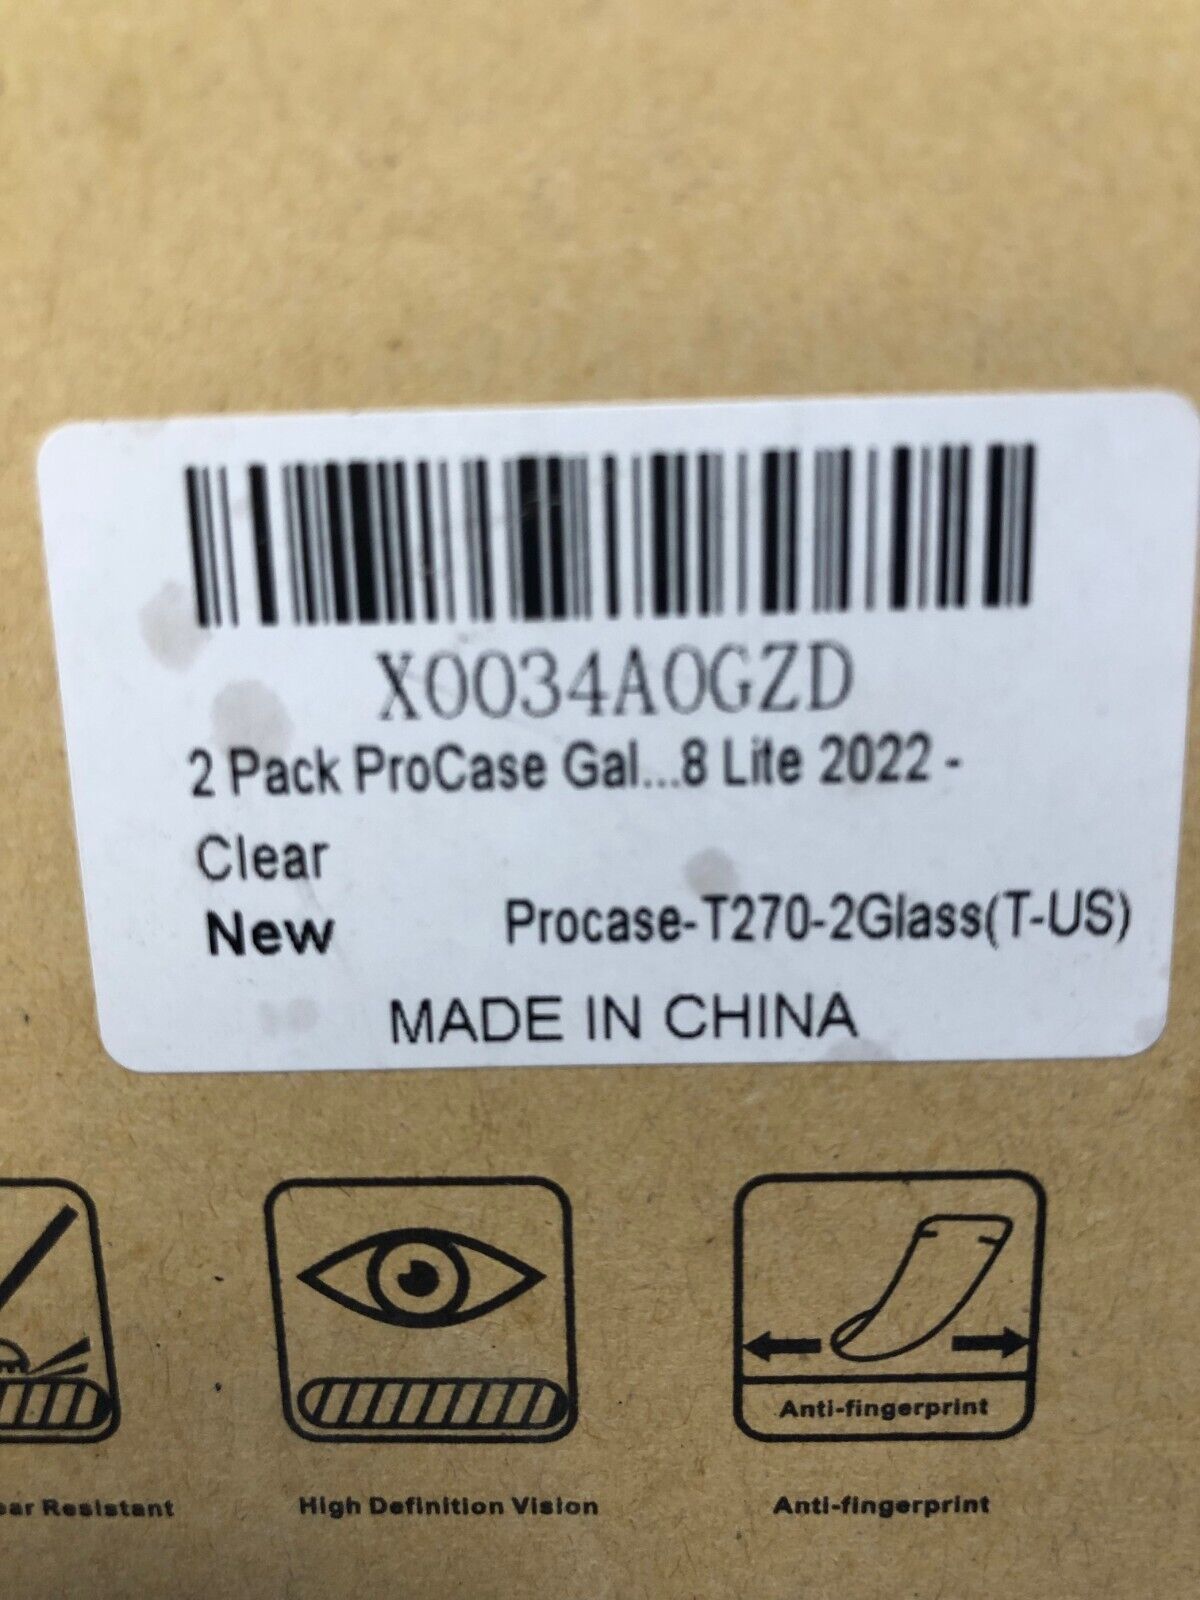 X0034A0GZD
2 Pack ProCase Gal...8 Lite 2022 -
Clear
New Procase-T270-2Glass(T-US)
MADE IN CHINA
Anti-fingerprint
Resistant High Definition Vision Anti-fingerprint